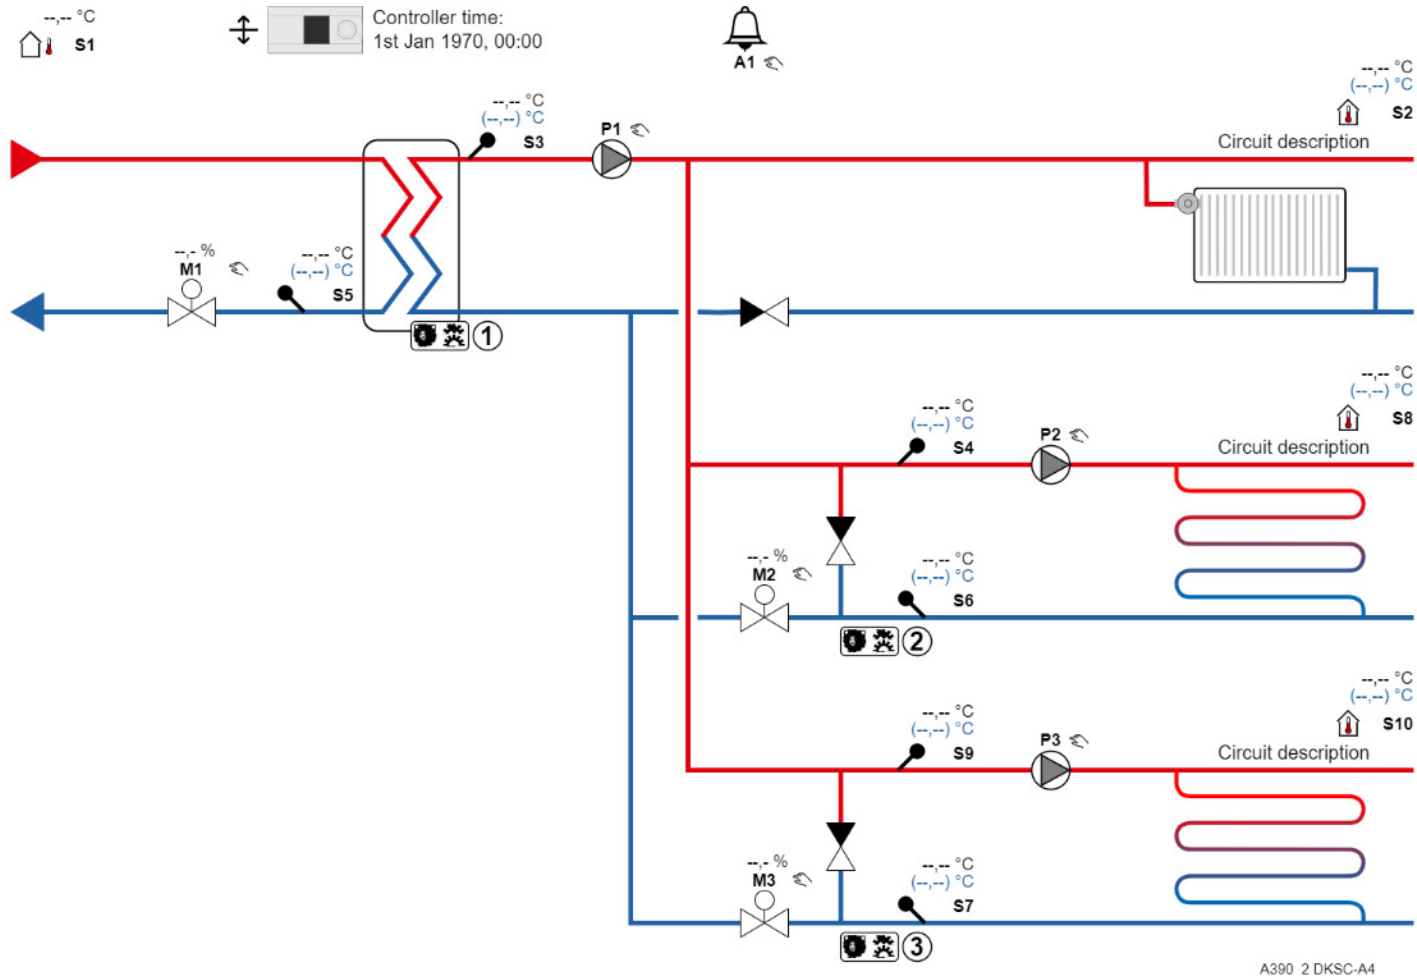 --,-- °C
S1
Controller time:
1st Jan 1970, 00:00
A1
--,-- °C
(--,--) °C
S2
Circuit description
--,-- °C
(--,--) °C
S3
P1
--,- %
M1
--,-- °C
(--,--) °C
S5
1
--,-- °C
(--,--) °C
S8
Circuit description
--,-- °C
(--,--) °C
S4
P2
--,- %
M2
--,-- °C
(--,--) °C
S6
2
--,-- °C
(--,--) °C
S10
Circuit description
--,-- °C
(--,--) °C
S9
P3
--,- %
M3
--,-- °C
(--,--) °C
S7
3
A390_2 DKSC-A4